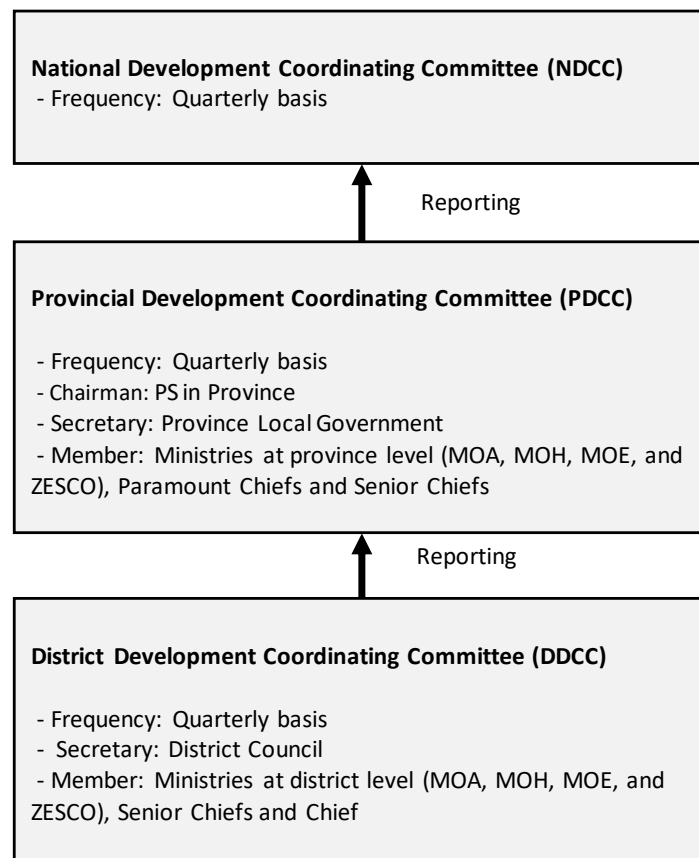 National Development Coordinating Committee (NDCC)
- Frequency: Quarterly basis
Reporting
Provincial Development Coordinating Committee (PDCC)
- Frequency: Quarterly basis
- Chairman: PS in Province
- Secretary: Province Local Government
- Member: Ministries at province level (MOA, MOH, MOE, and
ZESCO), Paramount Chiefs and Senior Chiefs
Reporting
District Development Coordinating Committee (DDCC)
- Frequency: Quarterly basis
- Secretary: District Council
- Member: Ministries at district level (MOA, MOH, MOE, and
ZESCO), Senior Chiefs and Chief